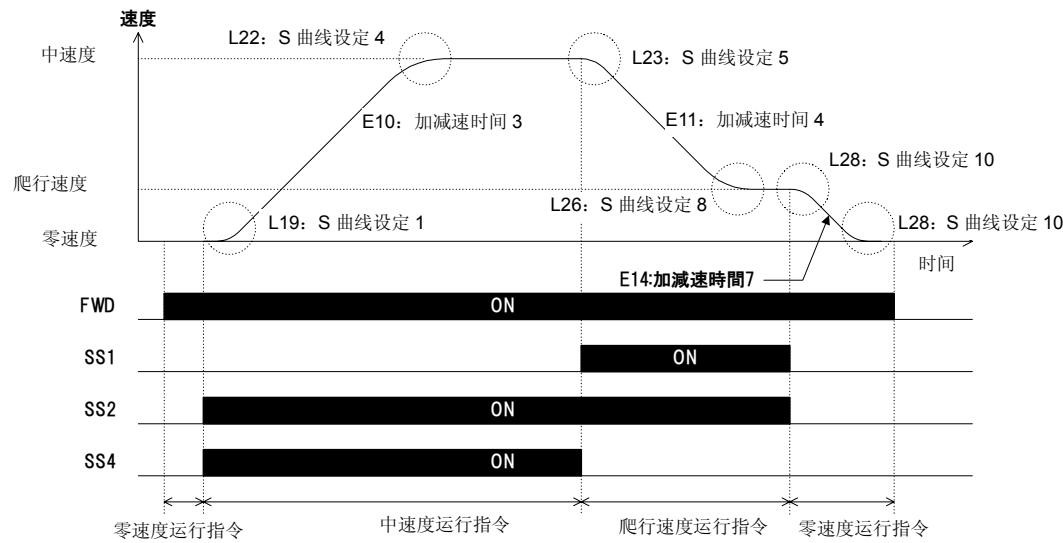 速度
L22：S 曲线设定 4
中速度
L23：S 曲线设定 5
E10：加减速时间 3
E11：加减速时间 4
L28：S 曲线设定 10
爬行速度
L26：S 曲线设定 8
L19：S 曲线设定 1
L28：S 曲线设定 10
零速度
时间
E14:加減速時間7
FWD
ON
SS1
ON
SS2
ON
SS4
ON
零速度运行指令
中速度运行指令
爬行速度运行指令
零速度运行指令